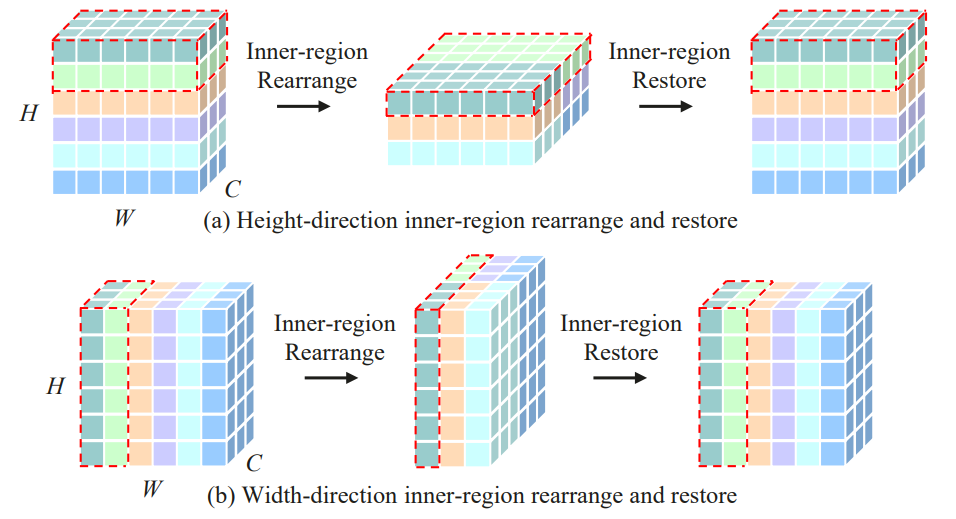 Inner-region
Rearrange
Inner-region
Restore
H
C
W
(a) Height-direction inner-region rearrange and restore
Inner-region
Rearrange
Inner-region
Restore
H
C
W
(b) Width-direction inner-region rearrange and restore